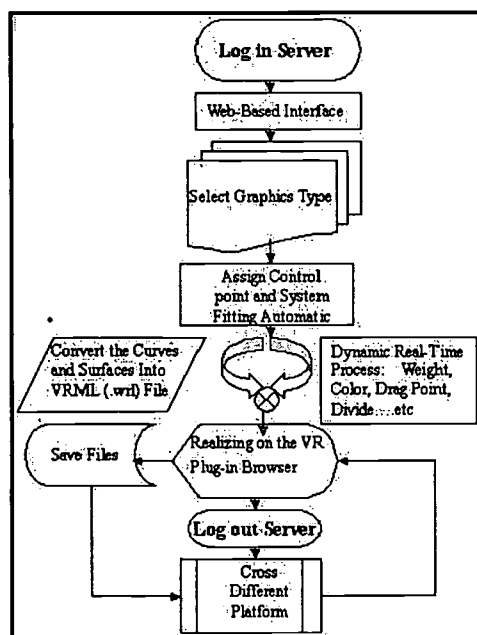 Log in Server
Web-Based Interface
Select Graphics Type
Assign Control
point and System
Fitting Automatic
Convert the Curves
and Surfaces Into
VRML (.wrl) File
Dynamic Real-Time
Process: Weight,
Color, Drag Point,
Divide....etc
Realizing on the VR
Plug-in Browser
Save Files
Log out Server
Cross
Different
Platform